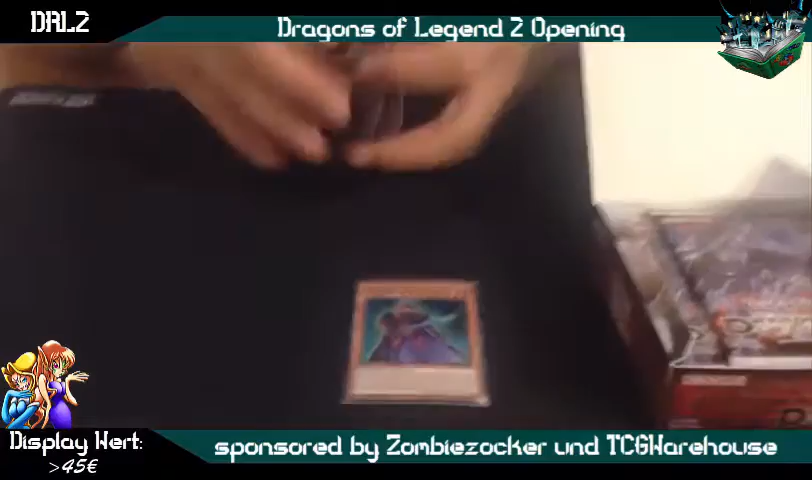 DRL2
Dragons of Legend 2 Opening
Display Wert:
>45€
sponsored by Zombiezocker und TCGWarehouse